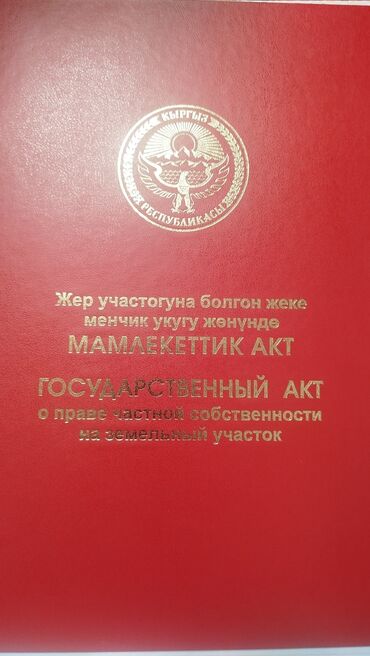 КЫРГЫЗ
РЕСПУБЛИКАСЫ
Жер участогуна болгон жеке
менчик укугу жөнүндө
МАМЛЕКЕТТИК АКТ
ГОСУДАРСТВЕННЫЙ АКТ
о праве частной собственности
на земельный участок